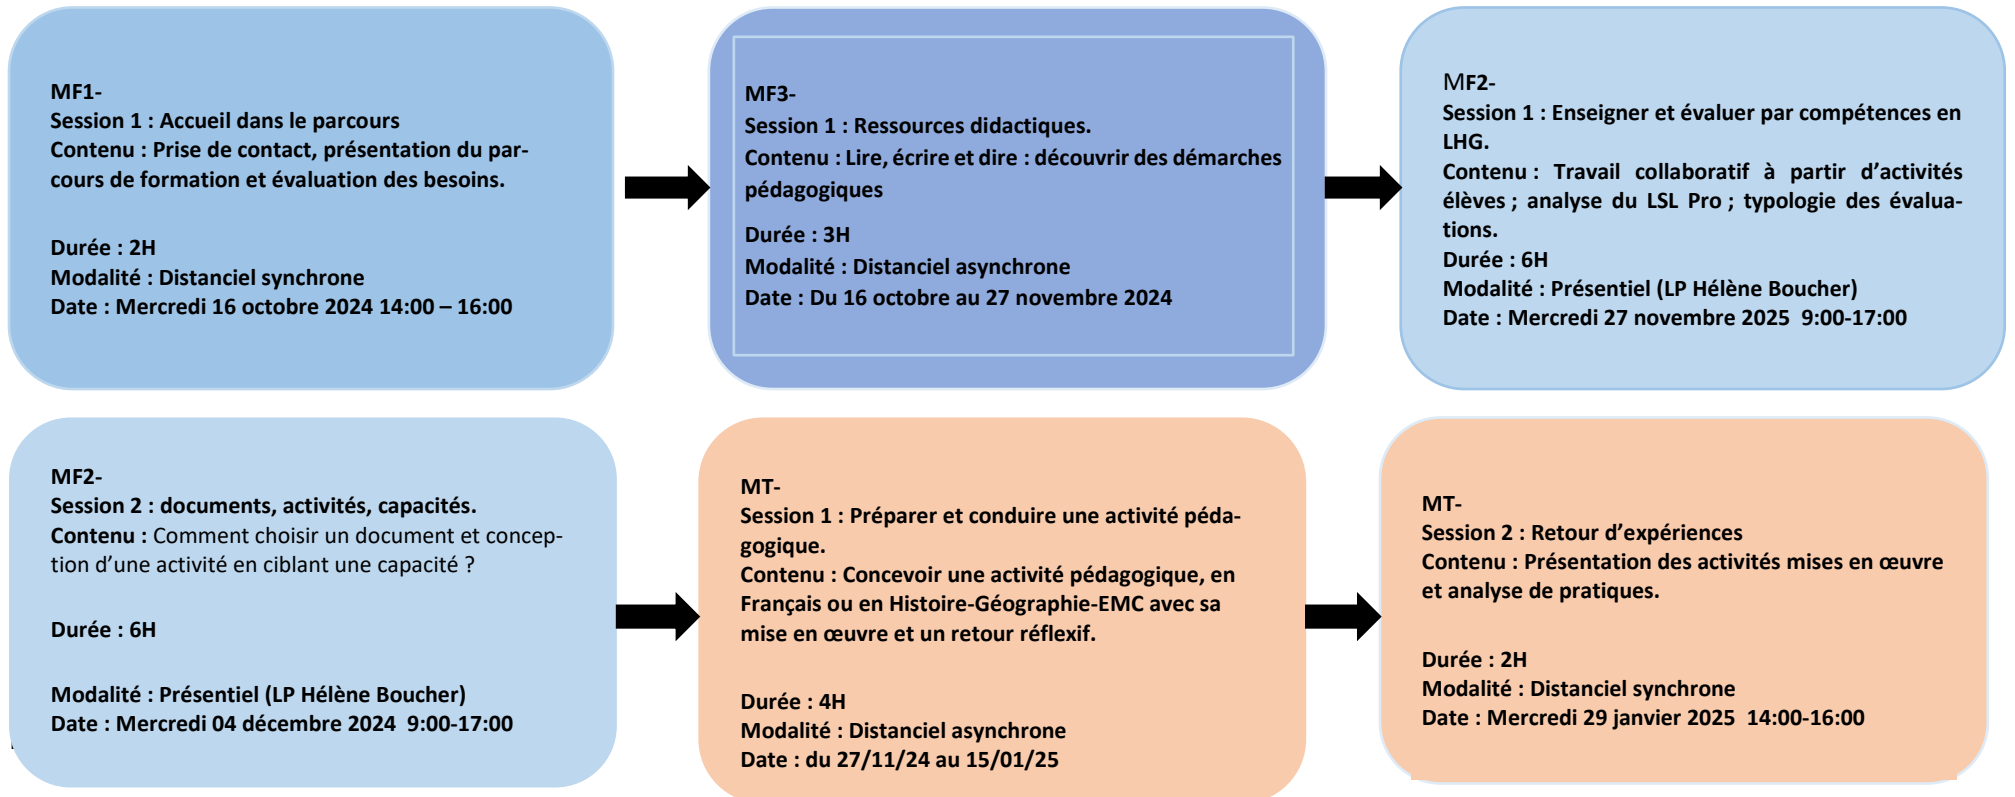 MF1-
Session 1 : Accueil dans le parcours
Contenu : Prise de contact, présentation du par-
cours de formation et évaluation des besoins.
Durée : 2H
Modalité : Distanciel synchrone
Date : Mercredi 16 octobre 2024 14:00 – 16:00
MF3-
Session 1 : Ressources didactiques.
Contenu : Lire, écrire et dire : découvrir des démarches
pédagogiques
Durée : 3H
Modalité : Distanciel asynchrone
Date : Du 16 octobre au 27 novembre 2024
MF2-
Session 1 : Enseigner et évaluer par compétences en
LHG.
Contenu : Travail collaboratif à partir d’activités
élèves ; analyse du LSL Pro ; typologie des évalua-
tions.
Durée : 6H
Modalité : Présentiel (LP Hélène Boucher)
Date : Mercredi 27 novembre 2025 9:00-17:00
MF2-
Session 2 : documents, activités, capacités.
Contenu : Comment choisir un document et concep-
tion d’une activité en ciblant une capacité ?
Durée : 6H
Modalité : Présentiel (LP Hélène Boucher)
Date : Mercredi 04 décembre 2024 9:00-17:00
MT-
Session 1 : Préparer et conduire une activité péda-
gogique.
Contenu : Concevoir une activité pédagogique, en
Français ou en Histoire-Géographie-EMC avec sa
mise en œuvre et un retour réflexif.
Durée : 4H
Modalité : Distanciel asynchrone
Date : du 27/11/24 au 15/01/25
MT-
Session 2 : Retour d’expériences
Contenu : Présentation des activités mises en œuvre
et analyse de pratiques.
Durée : 2H
Modalité : Distanciel synchrone
Date : Mercredi 29 janvier 2025 14:00-16:00